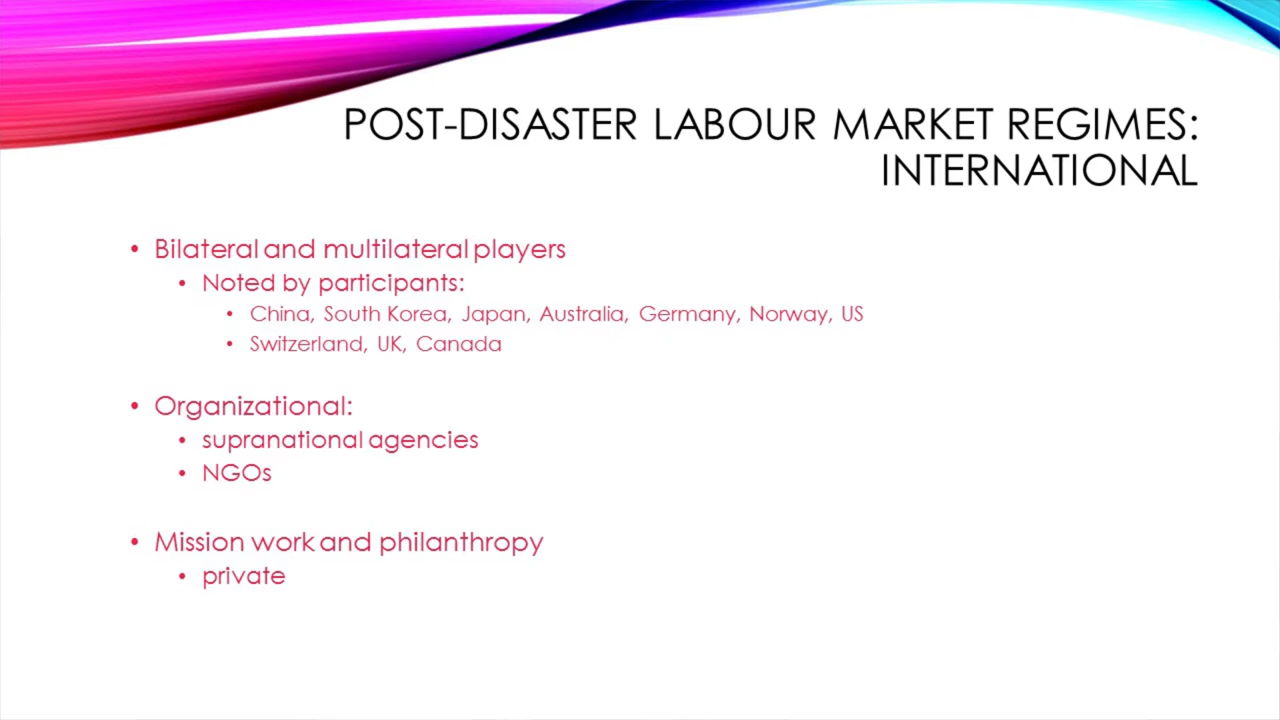 POST-DISASTER LABOUR MARKET REGIMES:
INTERNATIONAL
• Bilateral and multilateral players
• Noted by participants:
• China, South Korea, Japan, Australia, Germany, Norway, US
• Switzerland, UK, Canada
• Organizational:
• supranational agencies
• NGOs
• Mission work and philanthropy
• private